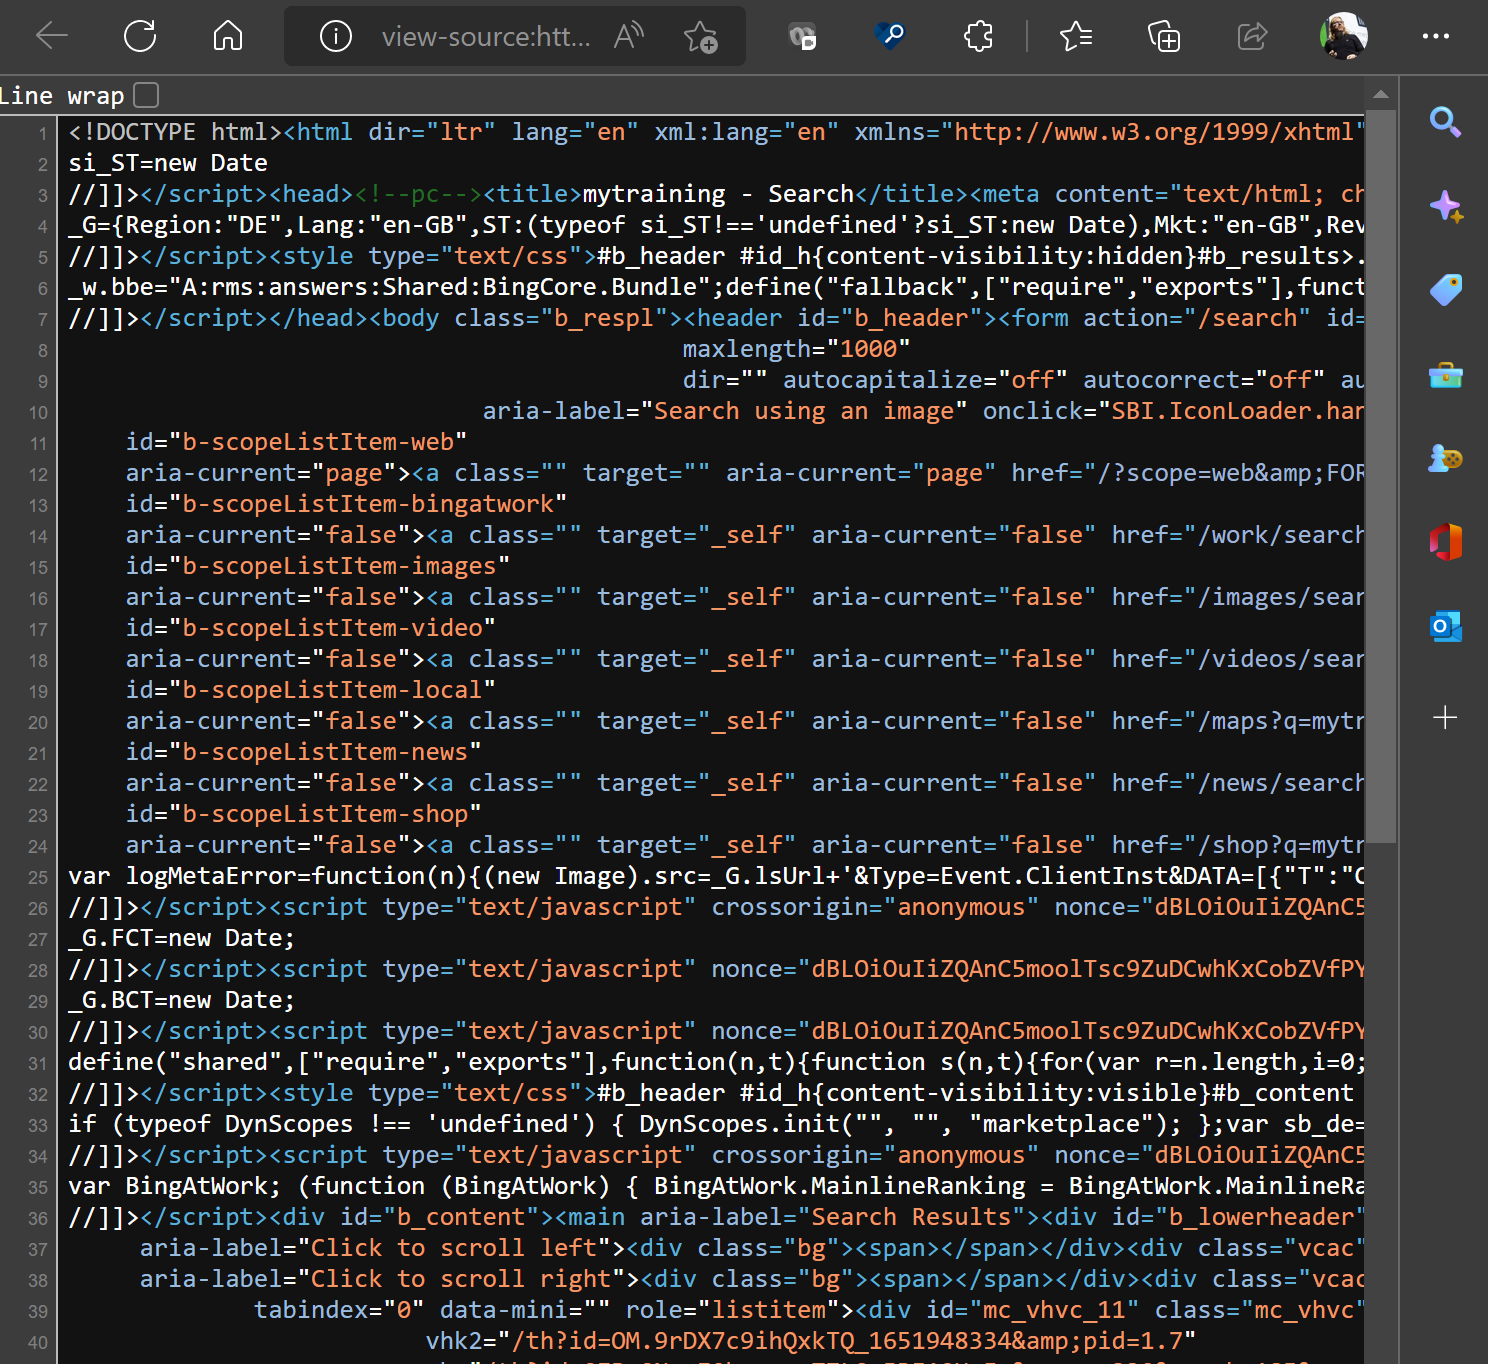 view-source:htt...
Line wrap
1 <!DOCTYPE html><html dir="ltr" lang="en" xml:lang="en" xmlns="http://www.w3.org/1999/xhtml"
2 si_ST=new Date
3 //]]></script><head><!--pc--><title>mytraining - Search</title><meta content="text/html; ch
4 _G={Region:"DE",Lang:"en-GB",ST:(typeof si_ST!=='undefined'?si_ST:new Date),Mkt:"en-GB",Rev
5 //]]></script><style type="text/css">#b_header #id_h{content-visibility:hidden}#b_results>.
6 _w.bbe="A:rms:answers:Shared:BingCore.Bundle";define("fallback",["require","exports"],funct
7 //]]></script></head><body class="b_respl"><header id="b_header"><form action="/search" id=
8 maxlength="1000"
9 dir="" autocapitalize="off" autocorrect="off" au
10 aria-label="Search using an image" onclick="SBI.IconLoader.han
11 id="b-scopeListItem-web"
12 aria-current="page"><a class="" target="" aria-current="page" href="/?scope=web&amp;FOR
13 id="b-scopeListItem-bingatwork"
14 aria-current="false"><a class="" target="_self" aria-current="false" href="/work/search
15 id="b-scopeListItem-images"
16 aria-current="false"><a class="" target="_self" aria-current="false" href="/images/sear
17 id="b-scopeListItem-video"
18 aria-current="false"><a class="" target="_self" aria-current="false" href="/videos/sear
19 id="b-scopeListItem-local"
20 aria-current="false"><a class="" target="_self" aria-current="false" href="/maps?q=mytr
21 id="b-scopeListItem-news"
22 aria-current="false"><a class="" target="_self" aria-current="false" href="/news/search
23 id="b-scopeListItem-shop"
24 aria-current="false"><a class="" target="_self" aria-current="false" href="/shop?q=mytr
25 var logMetaError=function(n){(new Image).src=_G.lsUrl+'&Type=Event.ClientInst&DATA=[{"T":"C
26 //]]></script><script type="text/javascript" crossorigin="anonymous" nonce="dBLOiOuIiZQAnC5
27 _G.FCT=new Date;
28 //]]></script><script type="text/javascript" nonce="dBLOiOuIiZQAnC5moolTsc9ZuDCwhKxCobZVfPY
29 _G.BCT=new Date;
30 //]]></script><script type="text/javascript" nonce="dBLOiOuIiZQAnC5moolTsc9ZuDCwhKxCobZVfPY
31 define("shared",["require","exports"],function(n,t){function s(n,t){for(var r=n.length,i=0;
32 //]]></script><style type="text/css">#b_header #id_h{content-visibility:visible}#b_content
33 if (typeof DynScopes !== 'undefined') { DynScopes.init("", "", "marketplace"); };var sb_de=
34 //]]></script><script type="text/javascript" crossorigin="anonymous" nonce="dBLOiOuIiZQAnC5
35 var BingAtWork; (function (BingAtWork) { BingAtWork.MainlineRanking = BingAtWork.MainlineRa
36 //]]></script><div id="b_content"><main aria-label="Search Results"><div id="b_lowerheader"
37 aria-label="Click to scroll left"><div class="bg"><span></span></div><div class="vcac"
38 aria-label="Click to scroll right"><div class="bg"><span></span></div><div class="vcac
39 tabindex="0" data-mini="" role="listitem"><div id="mc_vhvc_11" class="mc_vhvc"
40 vhk2="/th?id=OM.9rDX7c9ihQxkTQ_1651948334&amp;pid=1.7"